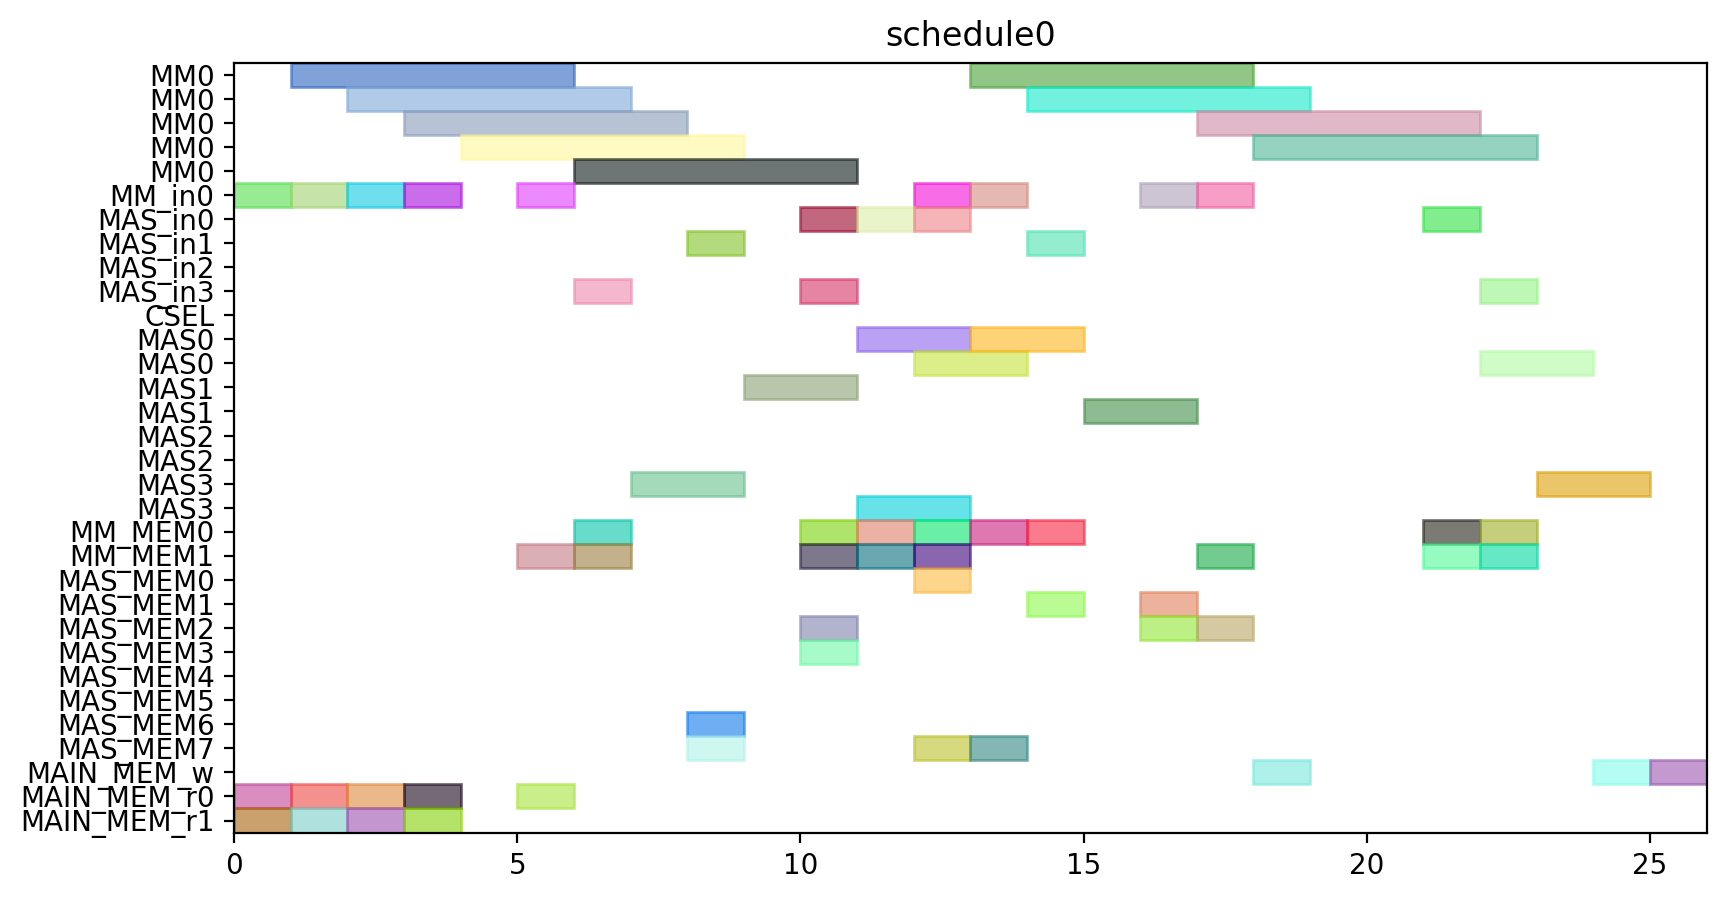 schedule0
MM0
MM0
MM0
MM0
MM0
MM_in0
MAS_in0
MAS_in1
MAS_in2
MAS_in3
CSEL
MAS0
MAS0
MAS1
MAS1
MAS2
MAS2
MAS3
MAS3
MM_MEM0
MM_MEM1
MAS_MEM0
MAS_MEM1
MAS_MEM2
MAS_MEM3
MAS_MEM4
MAS_MEM5
MAS_MEM6
MAS_MEM7
MAIN_MEM_w
MAIN_MEM_r0
MAIN_MEM_r1
0 5 10 15 20 25